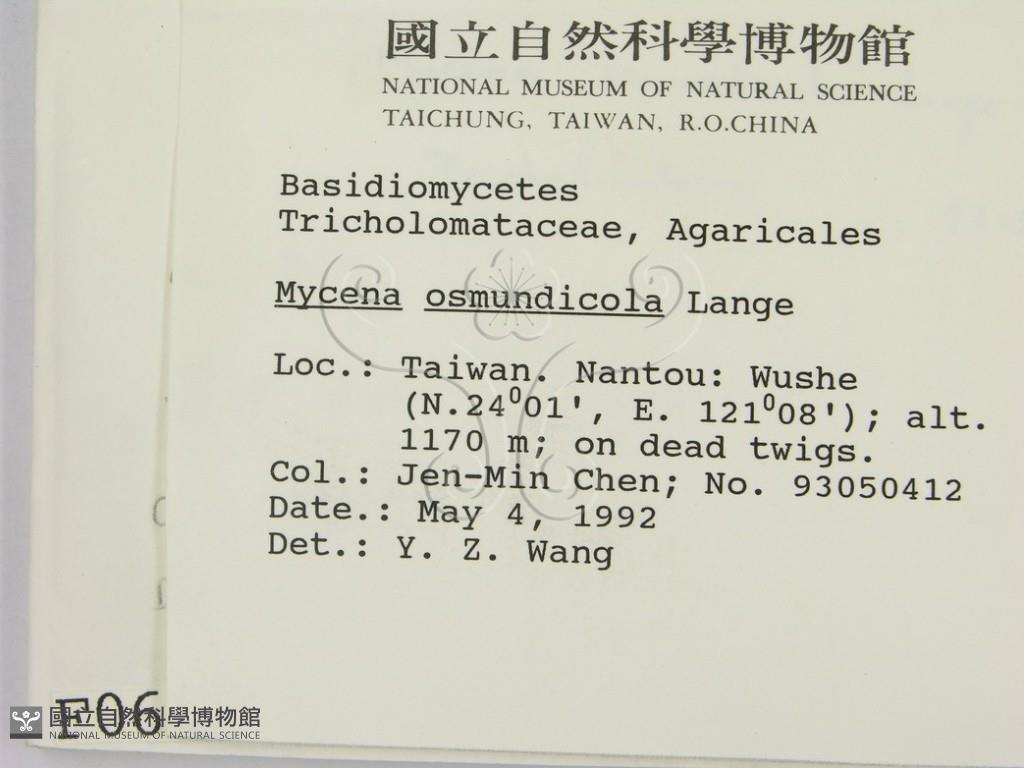 國立自然科學博物館
NATIONAL MUSEUM OF NATURAL SCIENCE
TAICHUNG, TAIWAN, R.O.CHINA
Basidiomycetes
Tricholomataceae, Agaricales
Mycena osmundicola Lange
Loc.: Taiwan. Nantou: Wushe
(N.24⁰01', E. 121⁰08'); alt.
1170 m; on dead twigs.
Col.: Jen-Min Chen; No. 93050412
Date.: May 4, 1992
Det.: Y. Z. Wang
F06
國立自然科學博物館
NATIONAL MUSEUM OF NATURAL SCIENCE